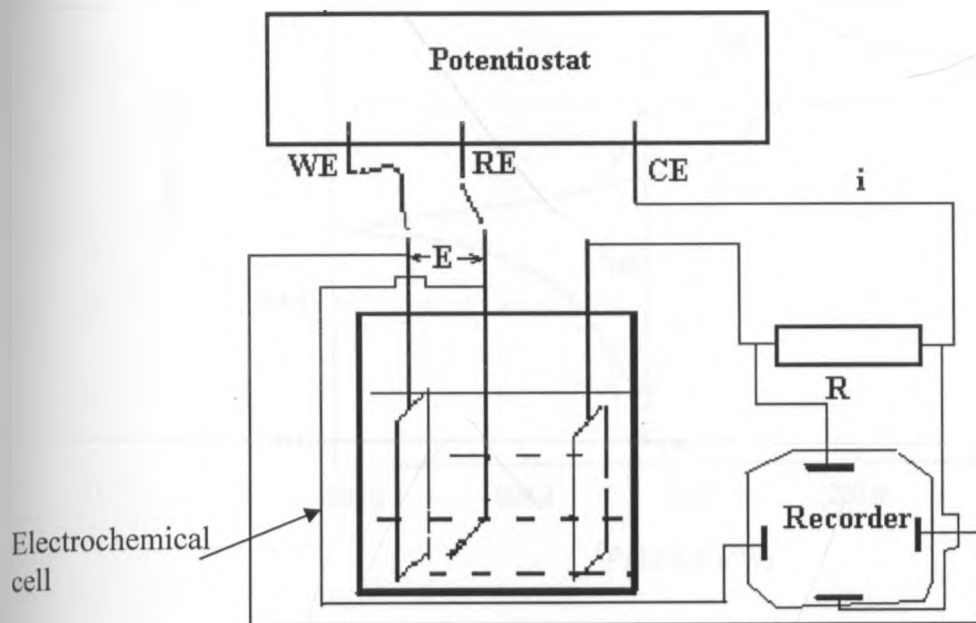 Potentiostat
WE
RE
CE
i
E
R
Recorder
Electrochemical
cell